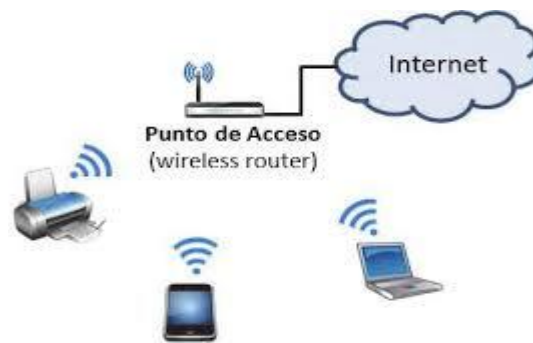 Internet
Punto de Acceso
(wireless router)